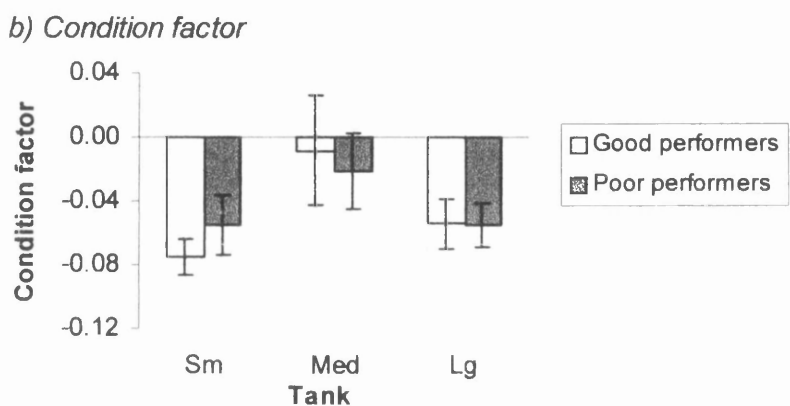 b) Condition factor
0.04
0.00
-0.04
-0.08
-0.12
Condition factor
Sm Med Lg
Tank
Good performers
Poor performers